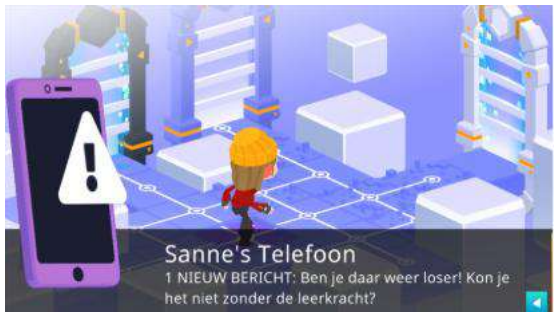 Sanne's Telefoon
1 NIEUW BERICHT: Ben je daar weer loser! Kon je
het niet zonder de leerkracht?